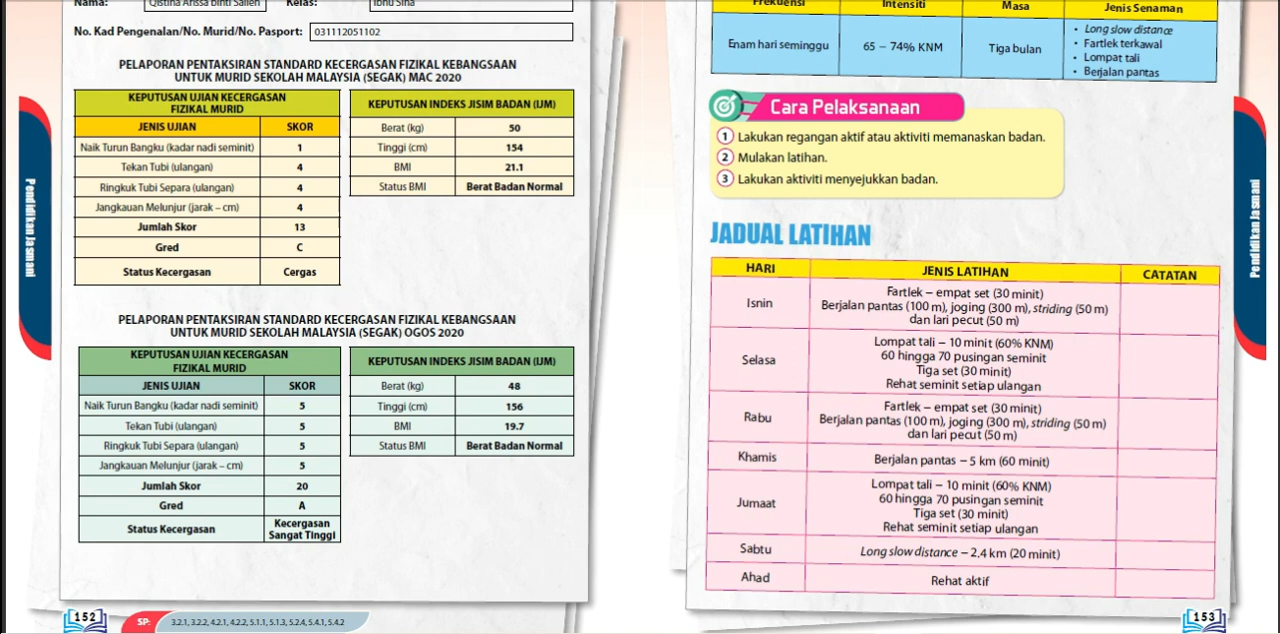 Nama: Qistina Arissa binti Salleh Kelas: Ibnu Sina
No. Kad Pengenalan/No. Murid/No. Pasport: 031112051102
PELAPORAN PENTAKSIRAN STANDARD KECERGASAN FIZIKAL KEBANGSAAN
UNTUK MURID SEKOLAH MALAYSIA (SEGAK) MAC 2020
KEPUTUSAN UJIAN KECERGASAN
FIZIKAL MURID
JENIS UJIAN SKOR
Naik Turun Bangku (kadar nadi seminit) 1
Tekan Tubi (ulangan) 4
Ringkuk Tubi Separa (ulangan) 4
Jangkauan Melunjur (jarak – cm) 4
Jumlah Skor 13
Gred C
Status Kecergasan Cergas
KEPUTUSAN INDEKS JISIM BADAN (IJM)
Berat (kg) 50
Tinggi (cm) 154
BMI 21.1
Status BMI Berat Badan Normal
PELAPORAN PENTAKSIRAN STANDARD KECERGASAN FIZIKAL KEBANGSAAN
UNTUK MURID SEKOLAH MALAYSIA (SEGAK) OGOS 2020
KEPUTUSAN UJIAN KECERGASAN
FIZIKAL MURID
JENIS UJIAN SKOR
Naik Turun Bangku (kadar nadi seminit) 5
Tekan Tubi (ulangan) 5
Ringkuk Tubi Separa (ulangan) 5
Jangkauan Melunjur (jarak – cm) 5
Jumlah Skor 20
Gred A
Status Kecergasan Kecergasan
Sangat Tinggi
KEPUTUSAN INDEKS JISIM BADAN (IJM)
Berat (kg) 48
Tinggi (cm) 156
BMI 19.7
Status BMI Berat Badan Normal
Pendidikan Jasmani
152
SP: 3.2.1, 3.2.2, 4.2.1, 4.2.2, 5.1.1, 5.1.3, 5.2.4, 5.4.1, 5.4.2
Frekuensi Intensiti Masa Jenis Senaman
Enam hari seminggu 65 – 74% KNM Tiga bulan
• Long slow distance
• Fartlek terkawal
• Lompat tali
• Berjalan pantas
Cara Pelaksanaan
1 Lakukan regangan aktif atau aktiviti memanaskan badan.
2 Mulakan latihan.
3 Lakukan aktiviti menyejukkan badan.
JADUAL LATIHAN
HARI JENIS LATIHAN CATATAN
Isnin
Fartlek – empat set (30 minit)
Berjalan pantas (100 m), joging (300 m), striding (50 m)
dan lari pecut (50 m)
Selasa
Lompat tali – 10 minit (60% KNM)
60 hingga 70 pusingan seminit
Tiga set (30 minit)
Rehat seminit setiap ulangan
Rabu
Fartlek – empat set (30 minit)
Berjalan pantas (100 m), joging (300 m), striding (50 m)
dan lari pecut (50 m)
Khamis Berjalan pantas – 5 km (60 minit)
Jumaat
Lompat tali – 10 minit (60% KNM)
60 hingga 70 pusingan seminit
Tiga set (30 minit)
Rehat seminit setiap ulangan
Sabtu Long slow distance – 2.4 km (20 minit)
Ahad Rehat aktif
Pendidikan Jasmani
153